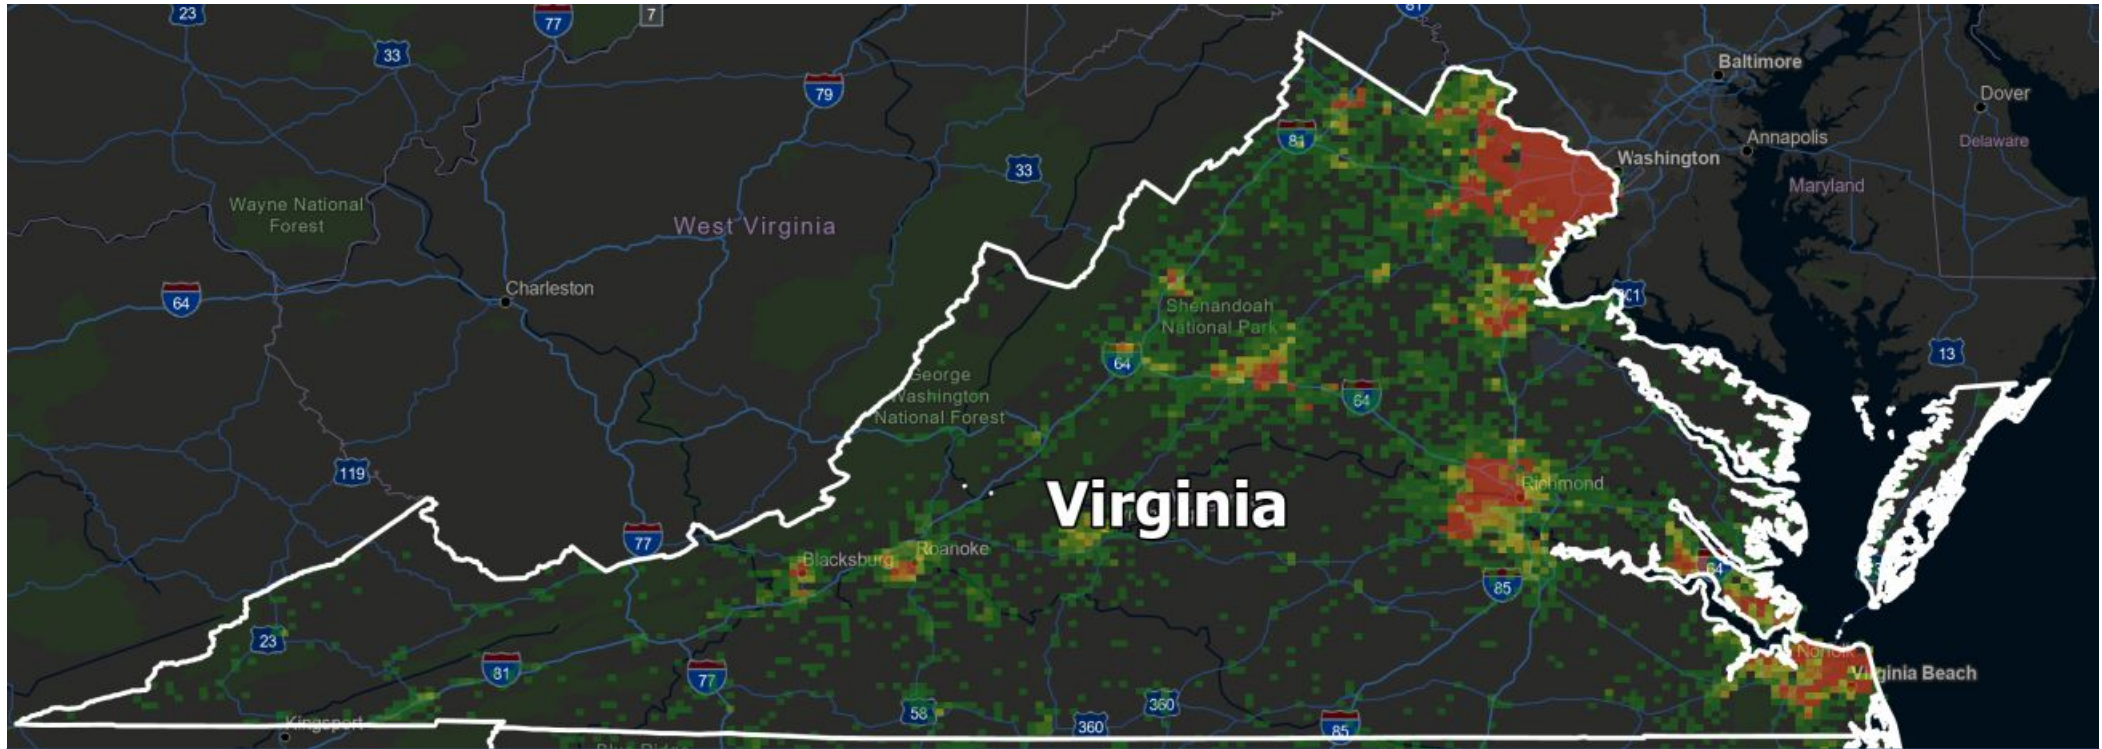 23
77
7
81
33
Baltimore
79
Dover
81
Annapolis
Delaware
Washington
33
Wayne National
Forest
Maryland
West Virginia
Charleston
64
Shenandoah
National Park
13
64
George
Washington
National Forest
64
119
Richmond
Virginia
77
Roanoke
Blacksburg
64
85
23
Norfolk
81
77
Virginia Beach
58
360
360
85
Kingsport